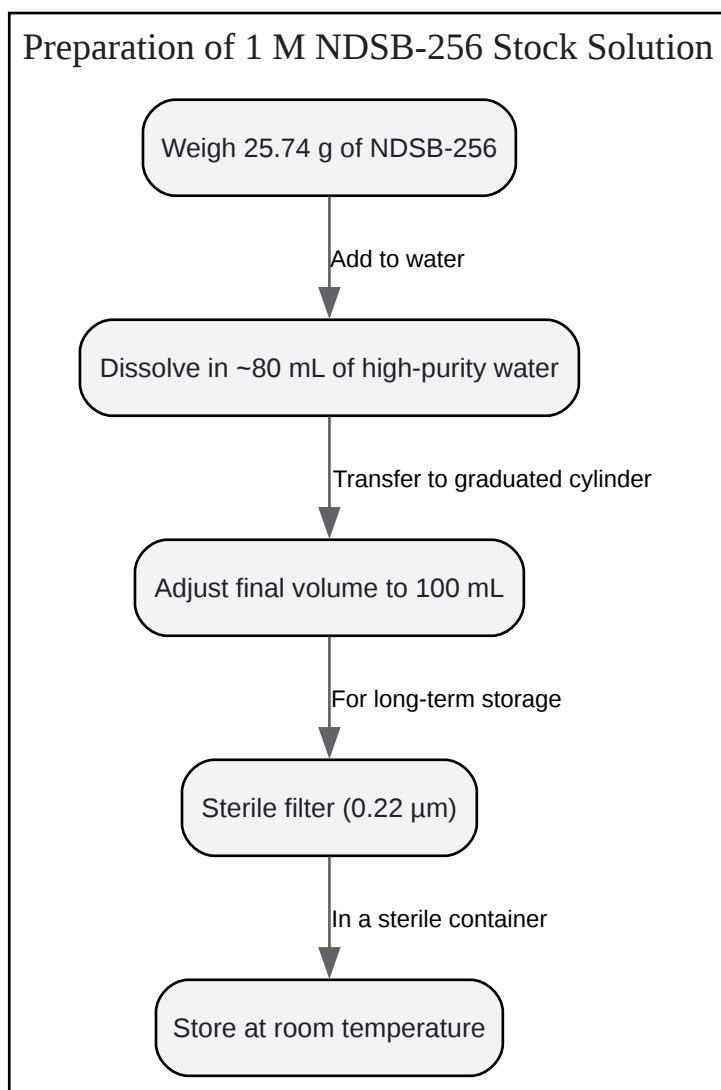 Preparation of 1 M NDSB-256 Stock Solution
Weigh 25.74 g of NDSB-256
Add to water
Dissolve in ~80 mL of high-purity water
Transfer to graduated cylinder
Adjust final volume to 100 mL
For long-term storage
Sterile filter (0.22 µm)
In a sterile container
Store at room temperature